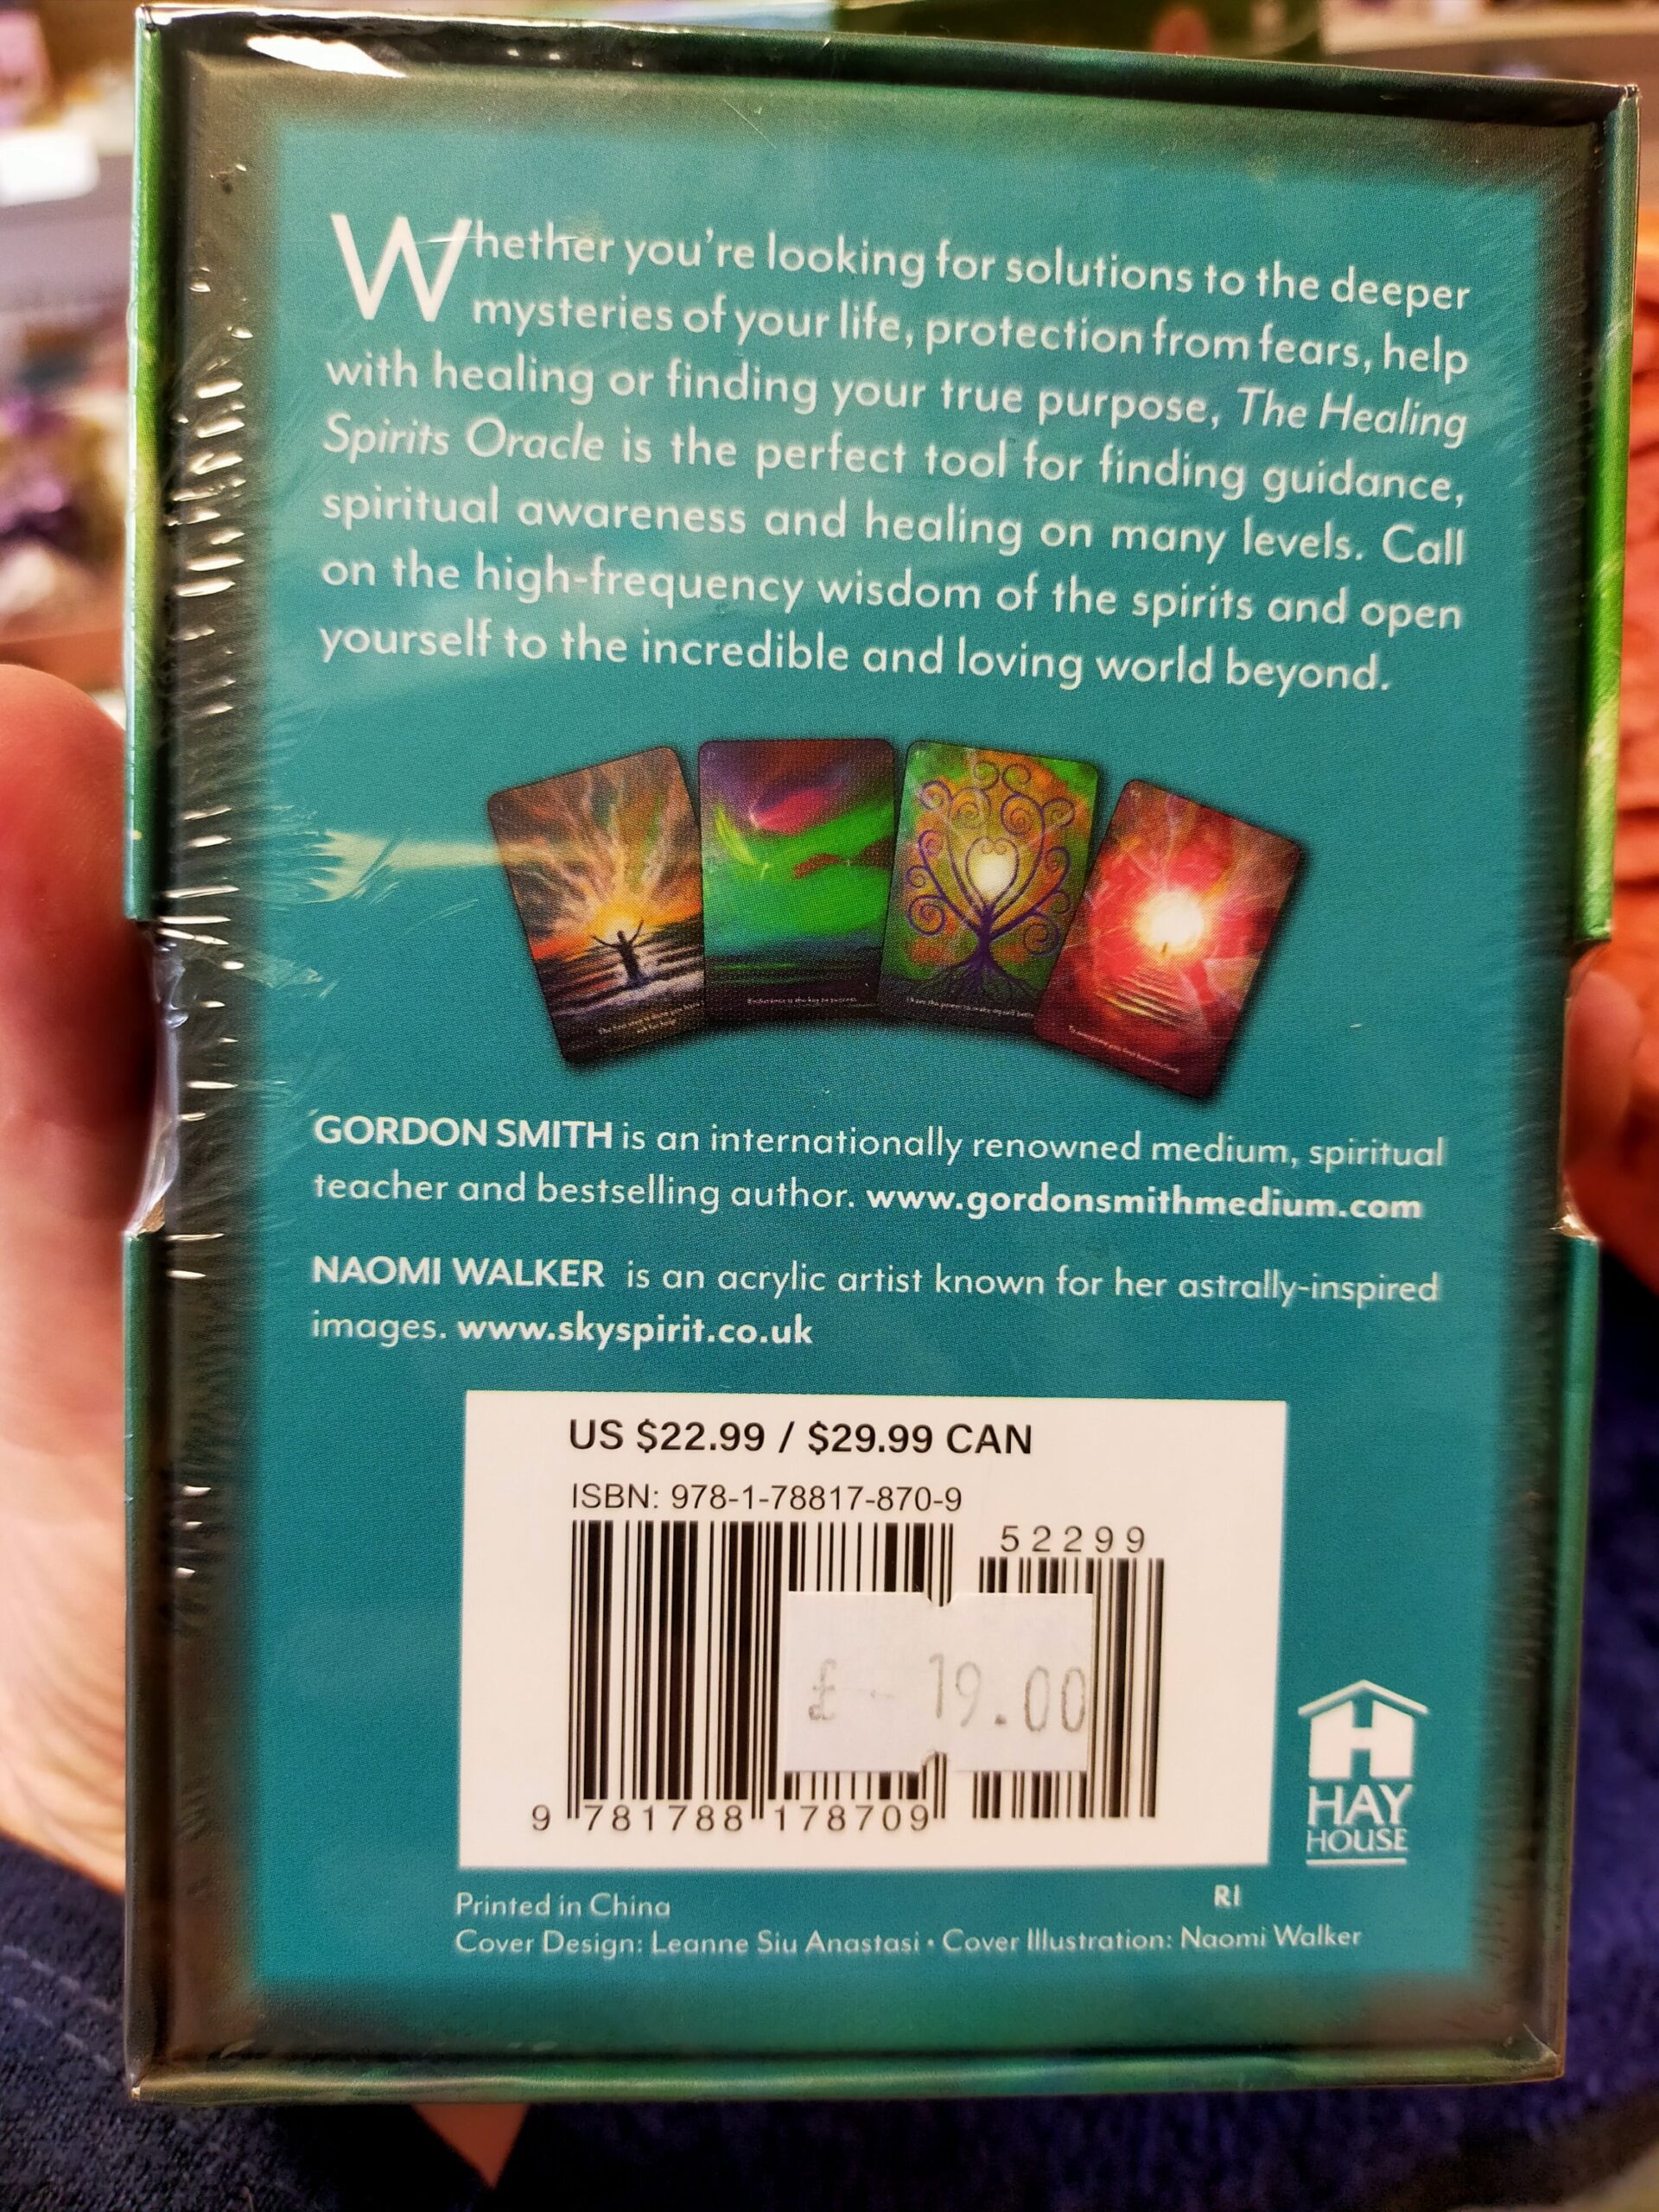 Whether you're looking for solutions to the deeper
mysteries of your life, protection from fears, help
with healing or finding your true purpose, The Healing
Spirits Oracle is the perfect tool for finding guidance,
spiritual awareness and healing on many levels. Call
on the high-frequency wisdom of the spirits and open
yourself to the incredible and loving world beyond.
Endurance is the key to success
GORDON SMITH is an internationally renowned medium, spiritual
teacher and bestselling author. www.gordonsmithmedium.com
NAOMI WALKER is an acrylic artist known for her astrally-inspired
images. www.skyspirit.co.uk
US $22.99 / $29.99 CAN
ISBN: 978-1-78817-870-9
52299
£ 19.00
9 781788 178709
HAY
HOUSE
Printed in China
RI
Cover Design: Leanne Siu Anastasi • Cover Illustration: Naomi Walker